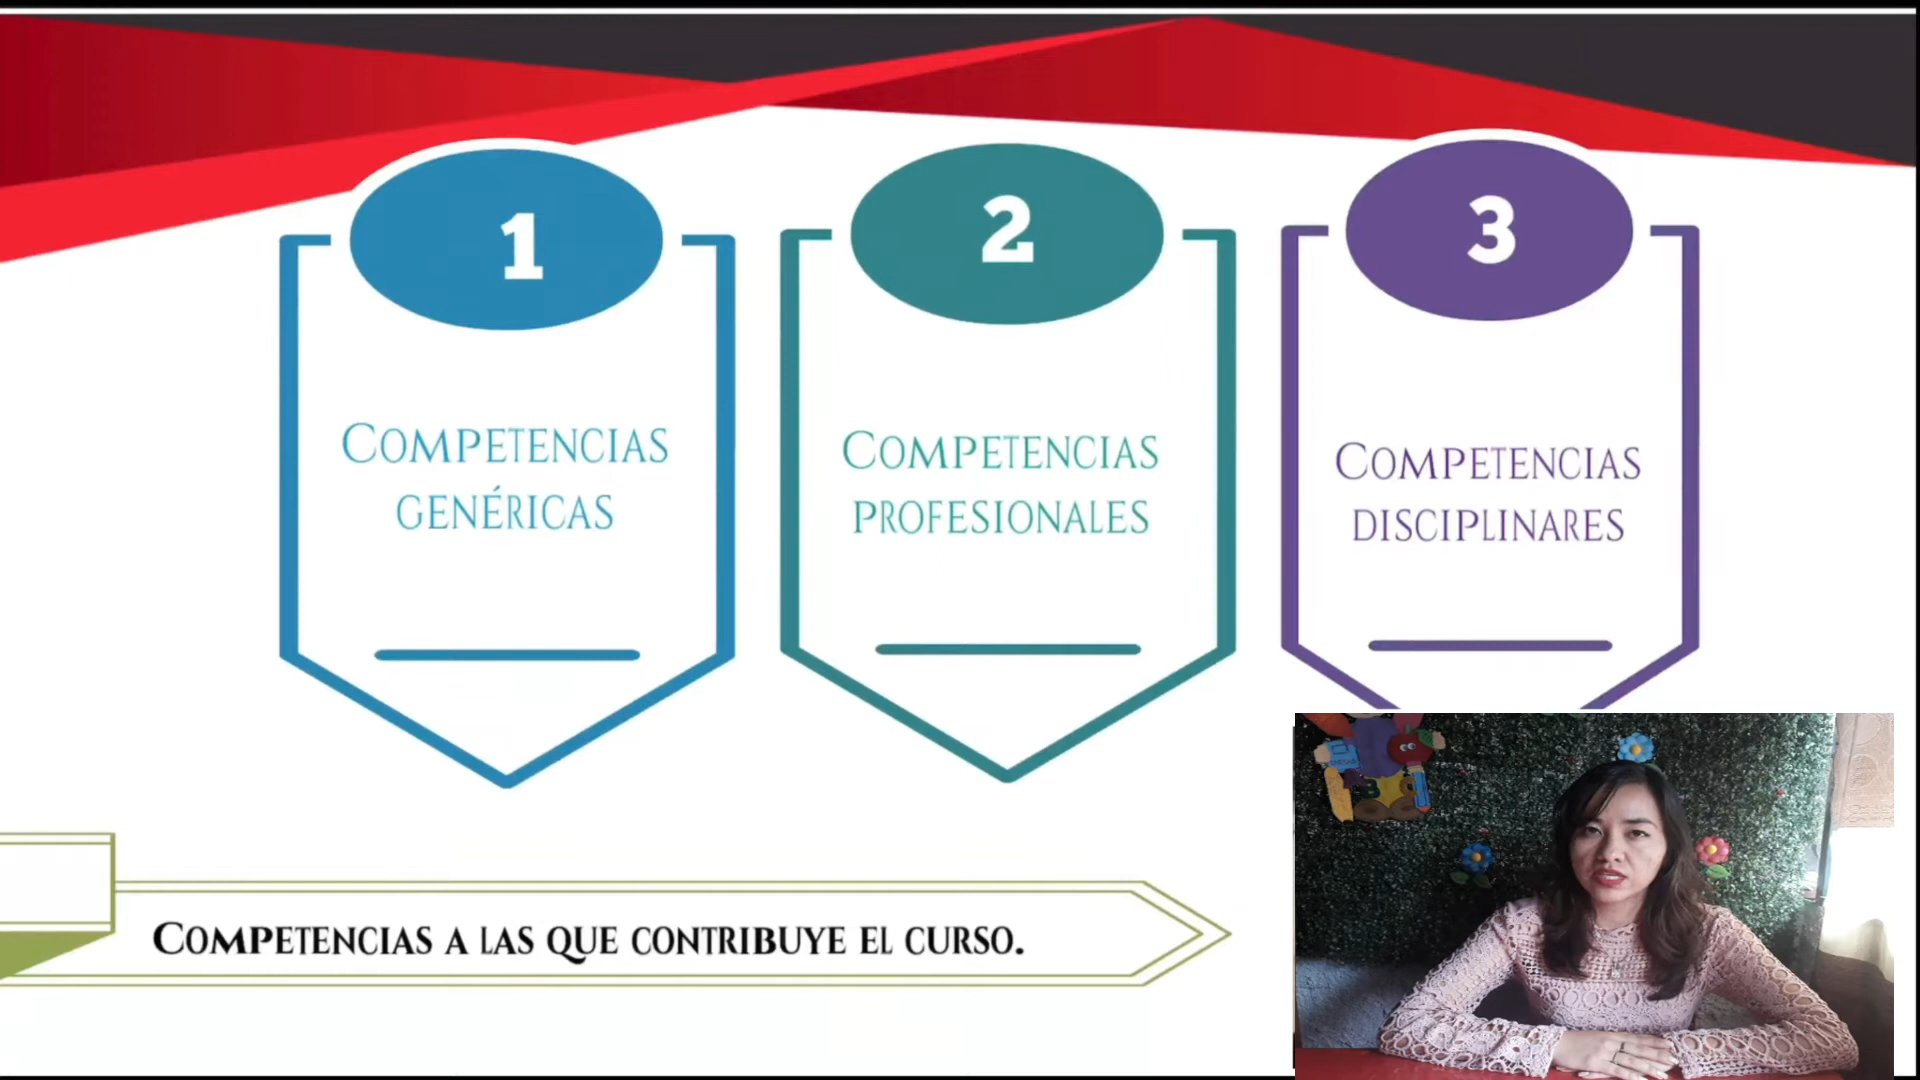 1
COMPETENCIAS
GENÉRICAS
2
COMPETENCIAS
PROFESIONALES
3
COMPETENCIAS
DISCIPLINARES
COMPETENCIAS A LAS QUE CONTRIBUYE EL CURSO.